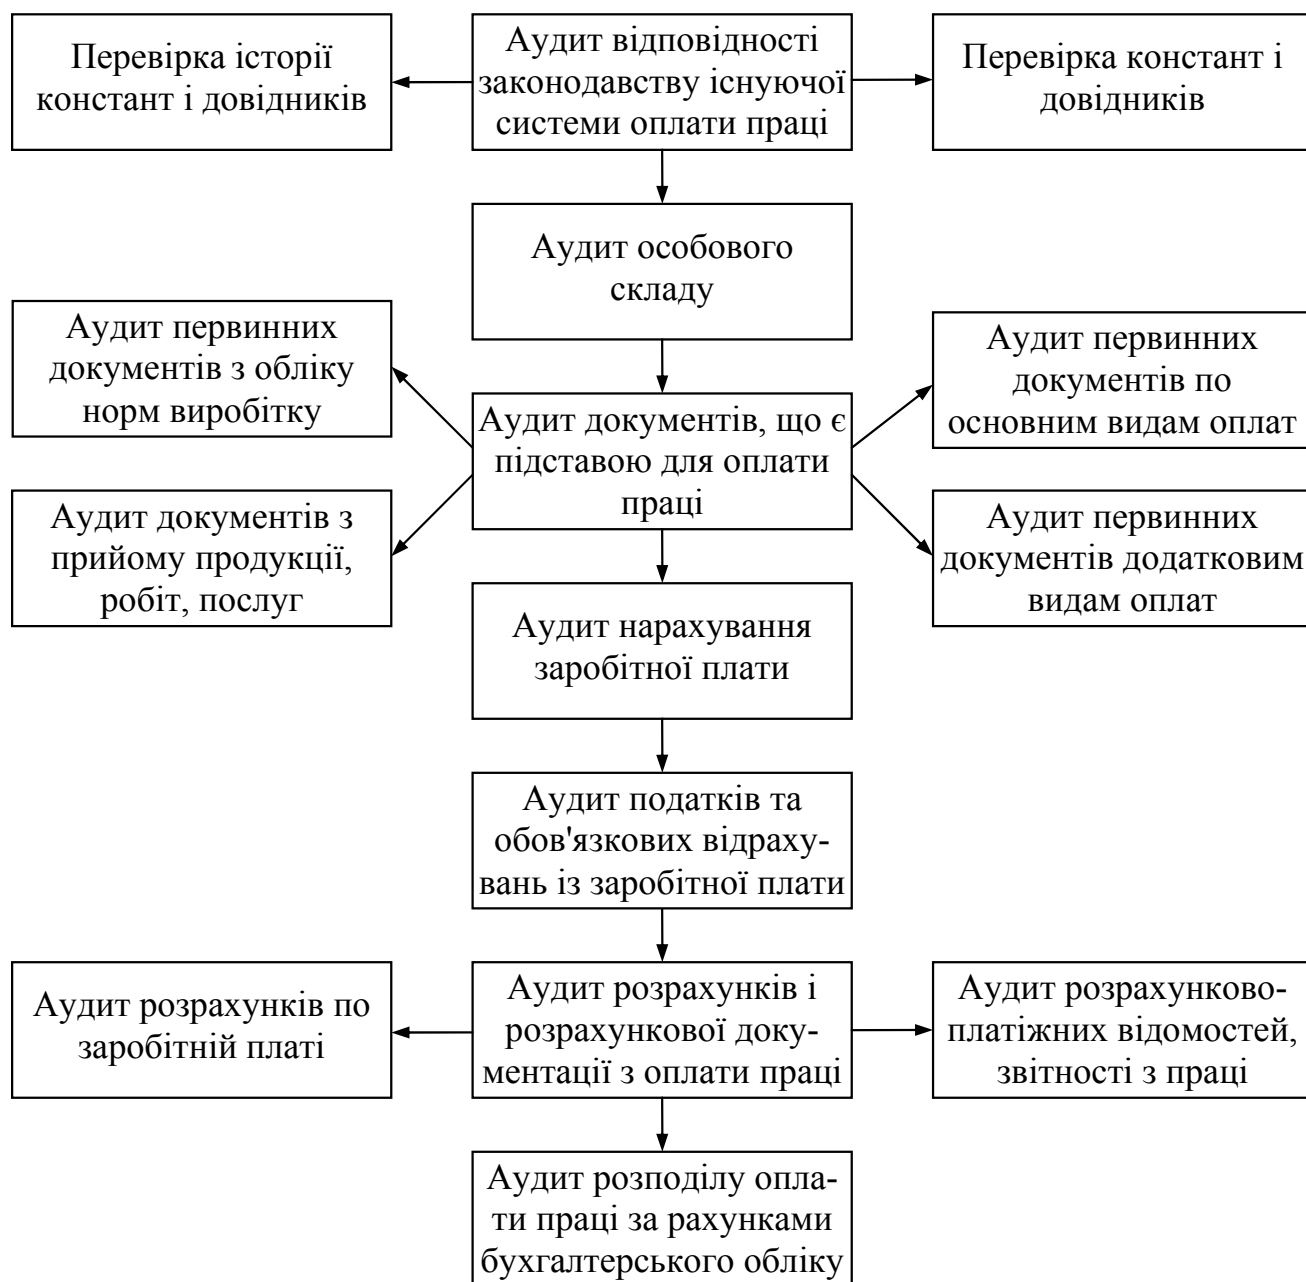 Перевірка історії
констант і довідників
Аудит відповідності
законодавству існуючої
системи оплати праці
Перевірка констант і
довідників
Аудит особового
складу
Аудит первинних
документів з обліку
норм виробітку
Аудит первинних
документів по
основним видам оплат
Аудит документів, що є
підставою для оплати
праці
Аудит документів з
прийому продукції,
робіт, послуг
Аудит первинних
документів додатковим
видам оплат
Аудит нарахування
заробітної плати
Аудит податків та
обов'язкових відраху-
вань із заробітної плати
Аудит розрахунків по
заробітній платі
Аудит розрахунків і
розрахункової доку-
ментації з оплати праці
Аудит розрахунково-
платіжних відомостей,
звітності з праці
Аудит розподілу опла-
ти праці за рахунками
бухгалтерського обліку